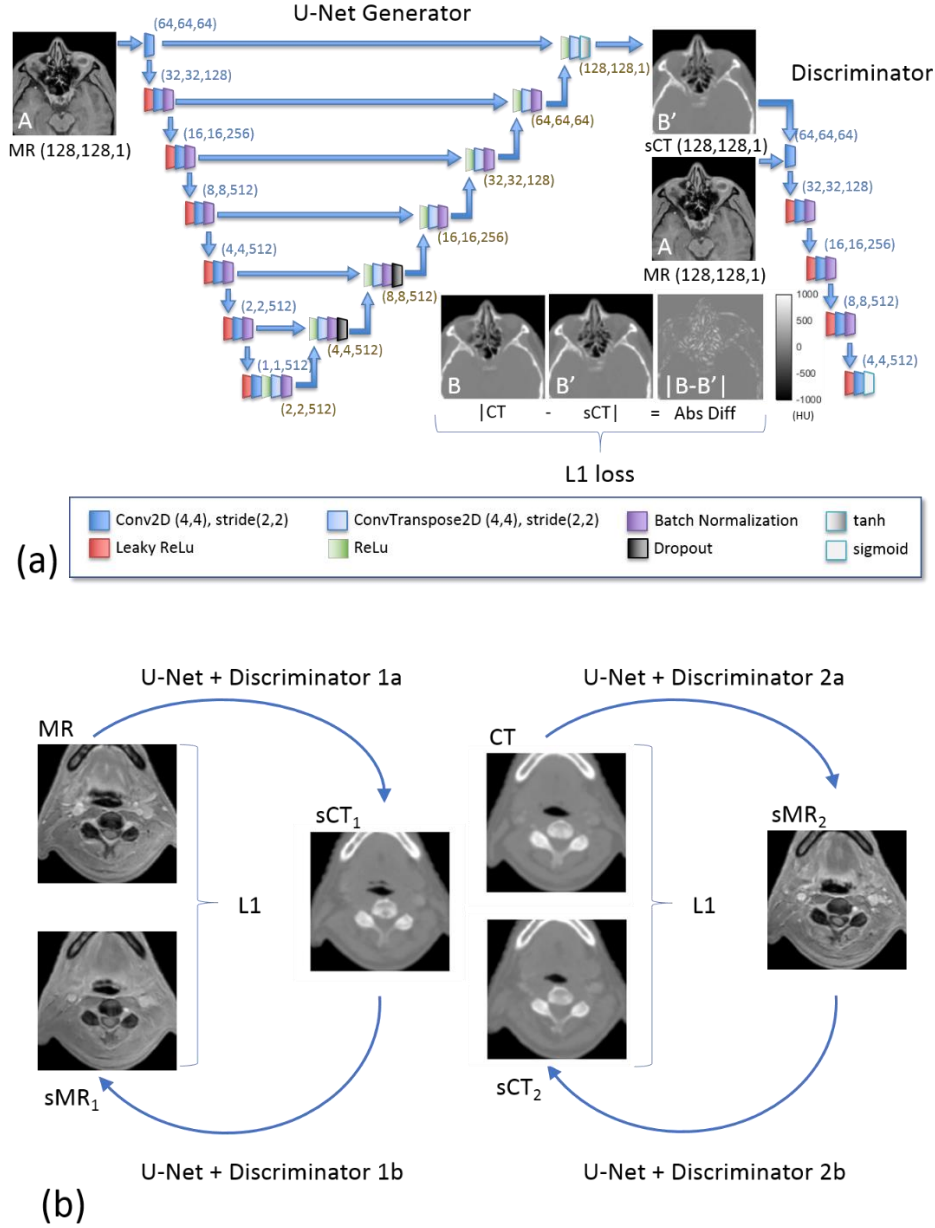 U-Net Generator
(64,64,64)
(32,32,128)
(16,16,256)
(8,8,512)
(4,4,512)
(2,2,512)
(1,1,512)
(2,2,512)
(4,4,512)
(8,8,512)
(16,16,256)
(32,32,128)
(64,64,64)
(128,128,1)
A
MR (128,128,1)
B’
sCT (128,128,1)
A
MR (128,128,1)
Discriminator
(64,64,64)
(32,32,128)
(16,16,256)
(8,8,512)
(4,4,512)
B
B’
|B-B’|
1000
500
0
-500
-1000
(HU)
|CT - sCT| = Abs Diff
L1 loss
Conv2D (4,4), stride(2,2)
ConvTranspose2D (4,4), stride(2,2)
Batch Normalization
tanh
Leaky ReLu
ReLu
Dropout
sigmoid
(a)
U-Net + Discriminator 1a
U-Net + Discriminator 2a
MR
sCT1
L1
sMR1
CT
sMR2
L1
sCT2
U-Net + Discriminator 1b
U-Net + Discriminator 2b
(b)